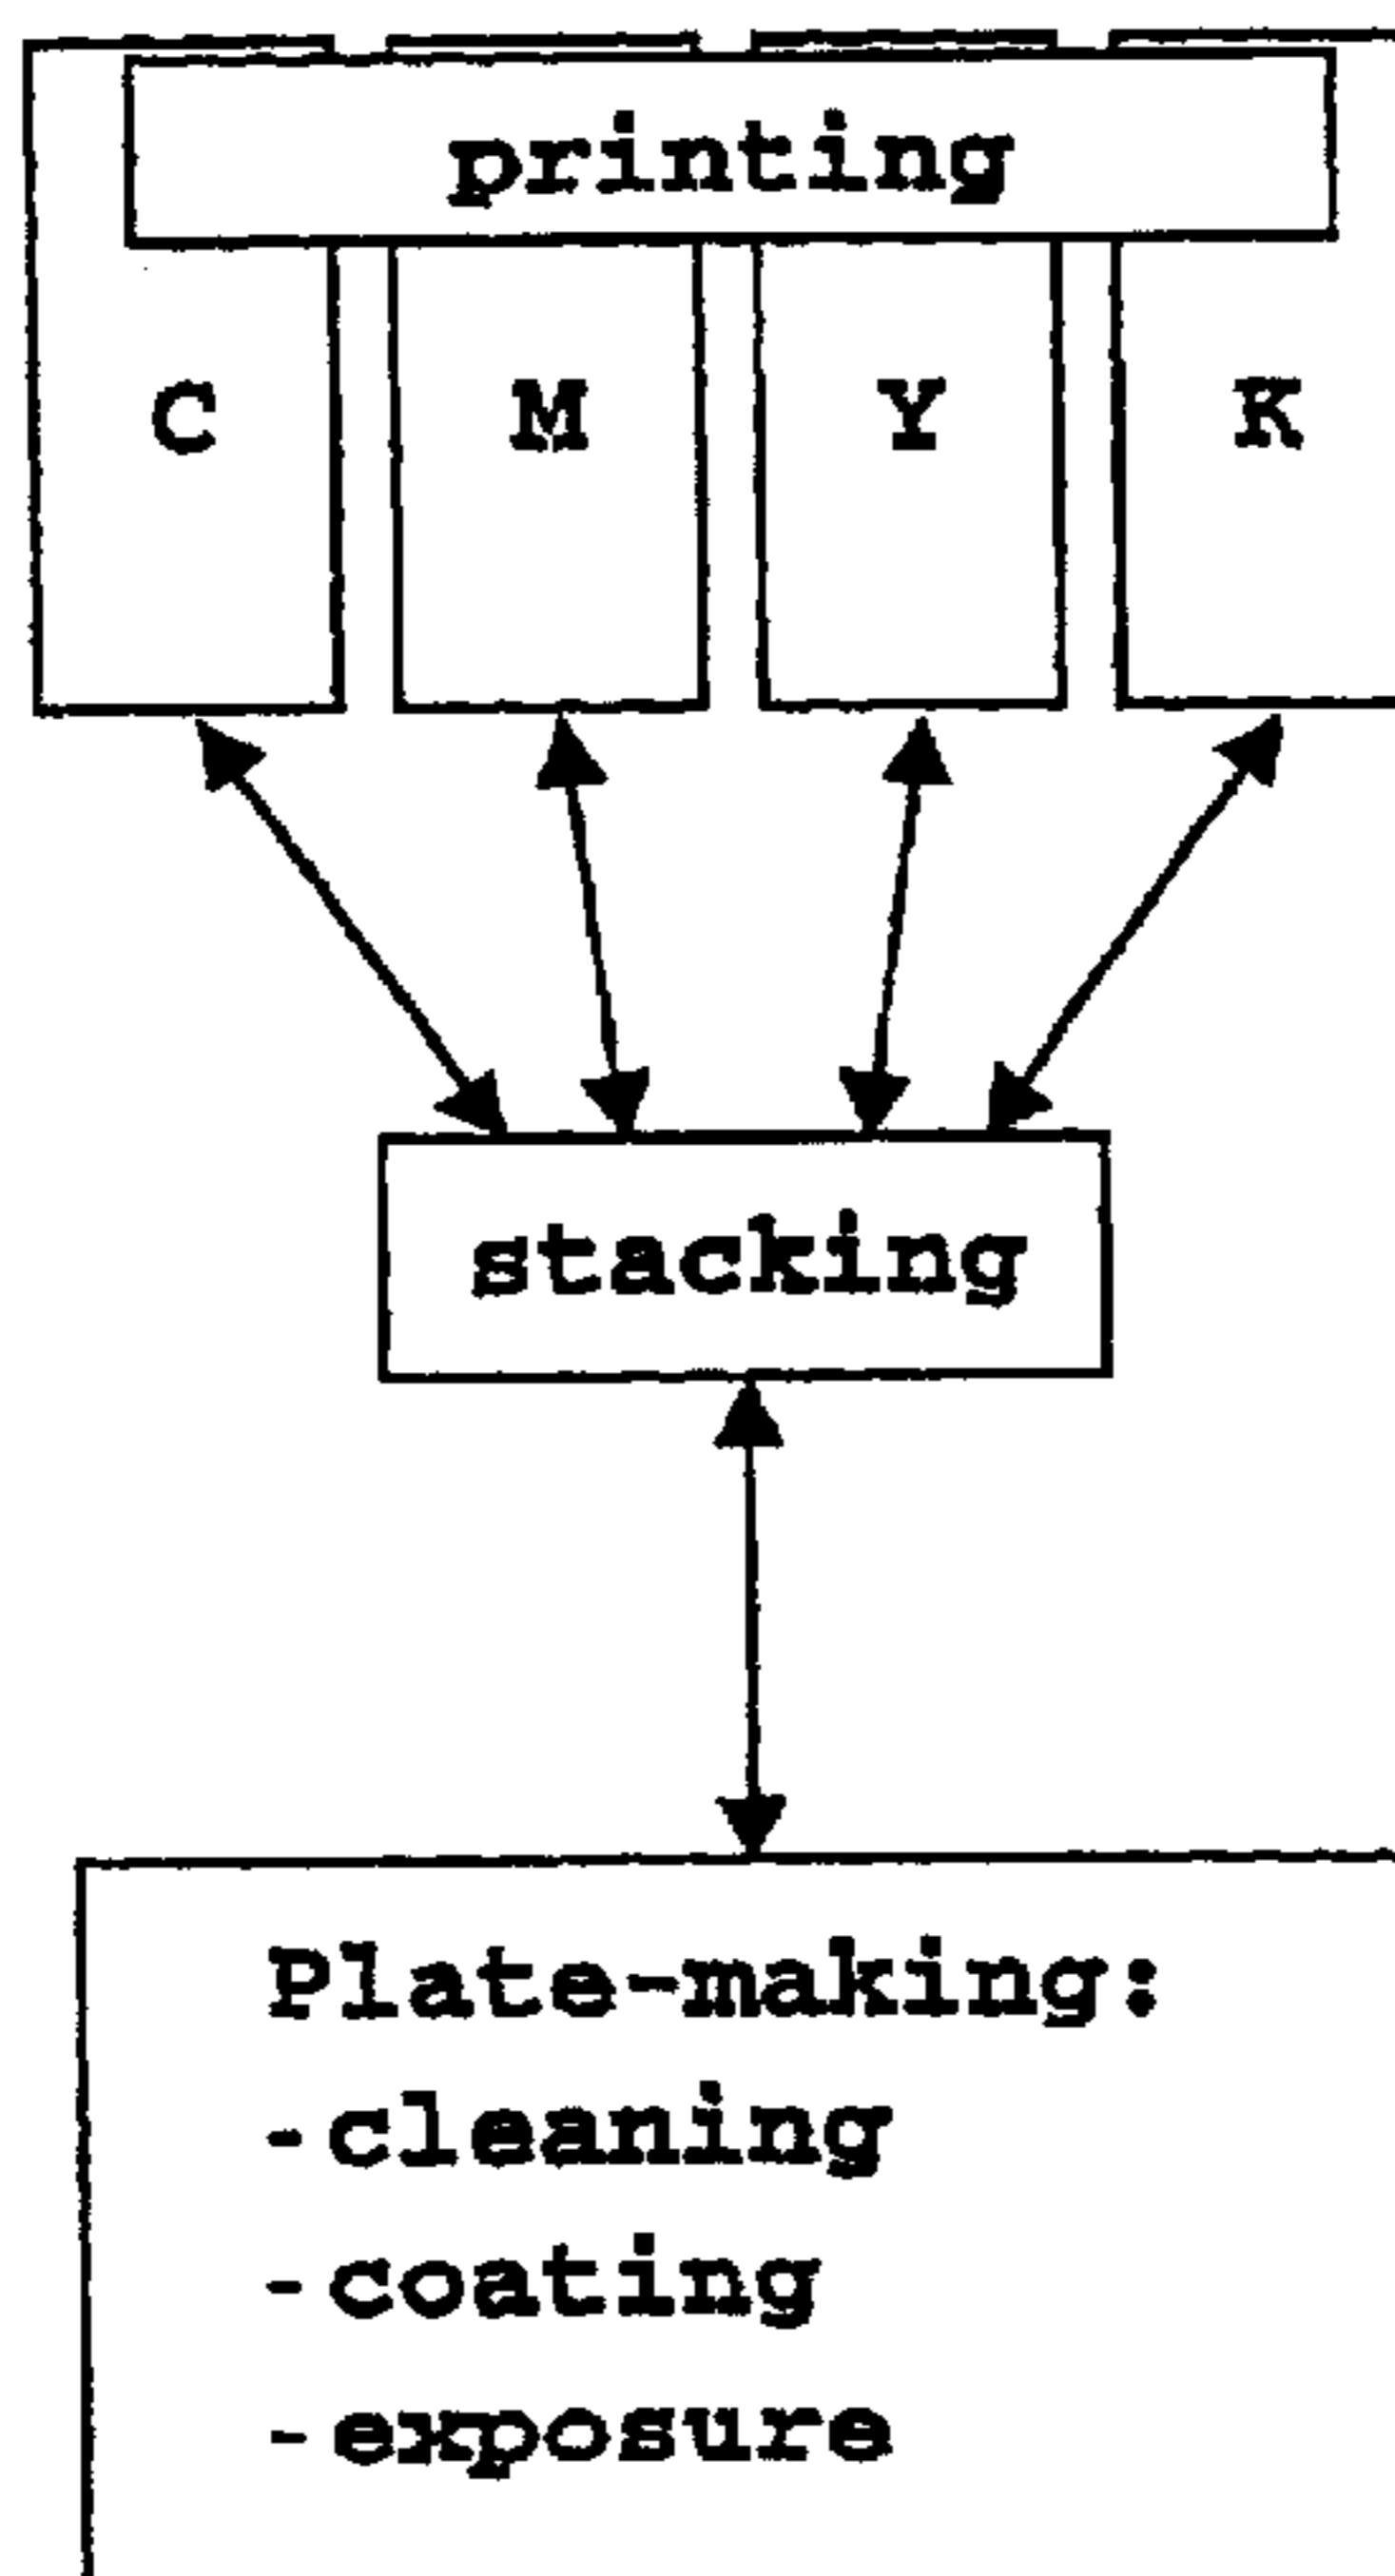 printing
C M Y K
stacking
Plate-making:
-cleaning
-coating
-exposure